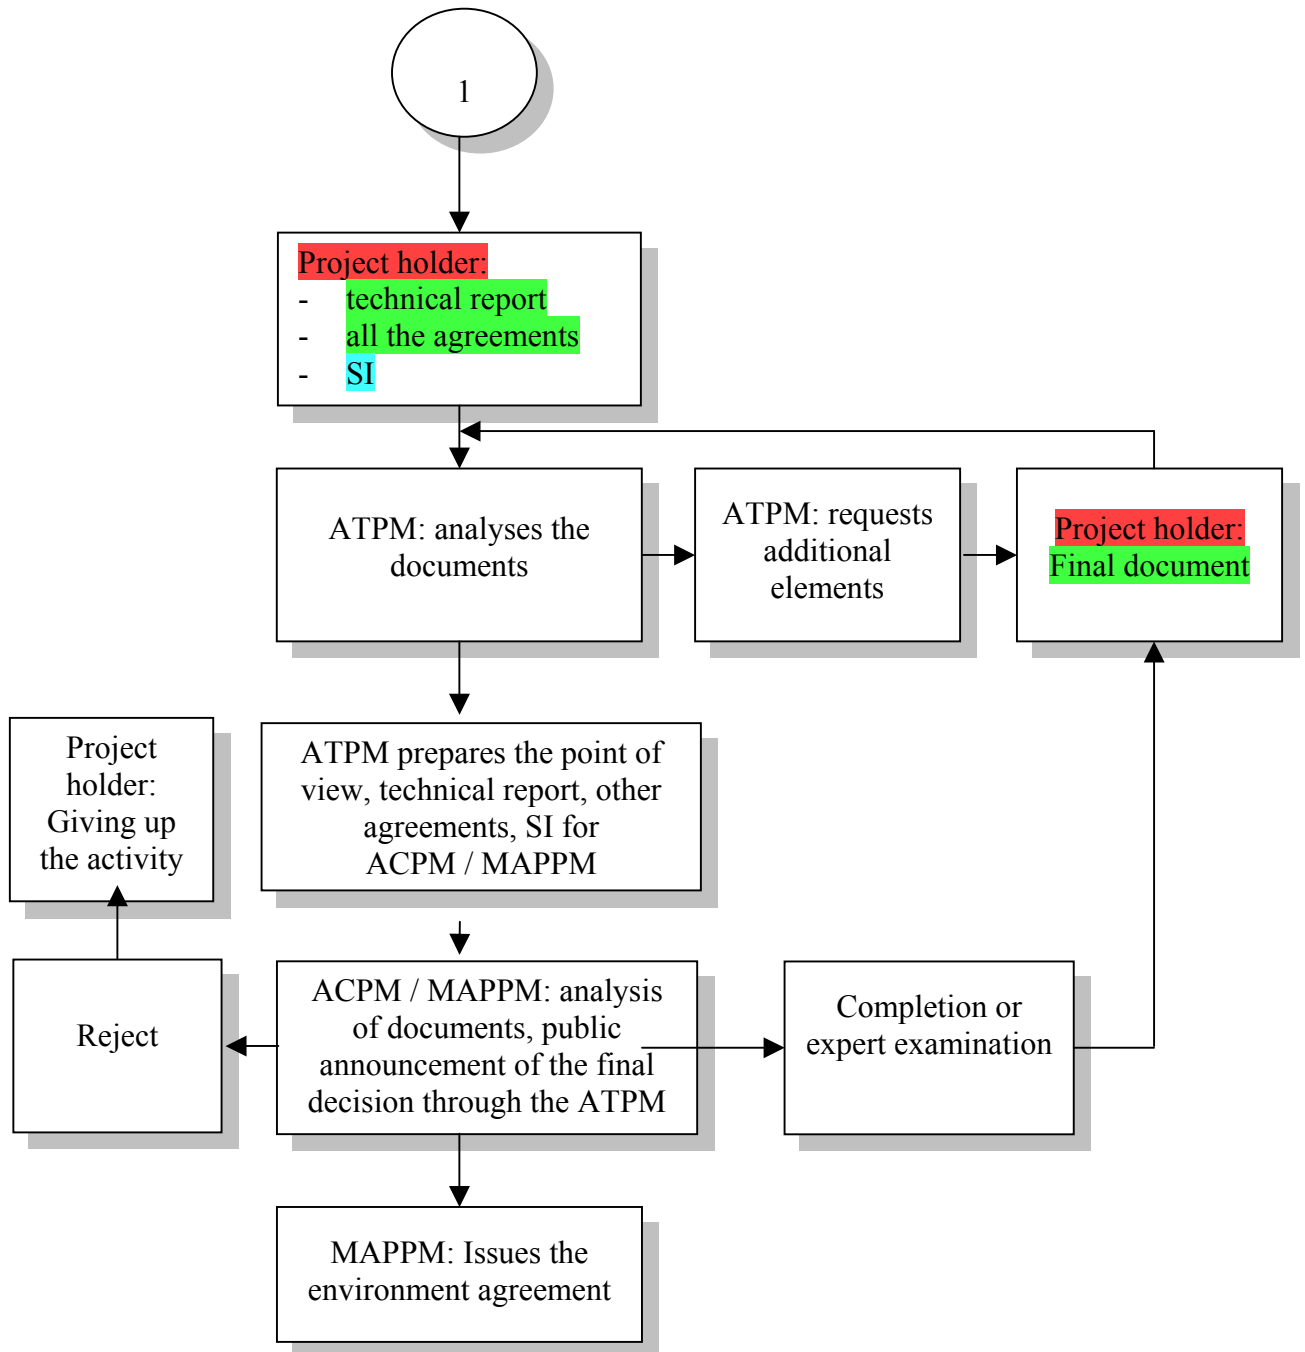 1
Project holder:
- technical report
- all the agreements
- SI
ATPM: analyses the
documents
ATPM: requests
additional
elements
Project holder:
Final document
Project
holder:
Giving up
the activity
ATPM prepares the point of
view, technical report, other
agreements, SI for
ACPM / MAPPM
Reject
ACPM / MAPPM: analysis
of documents, public
announcement of the final
decision through the ATPM
Completion or
expert examination
MAPPM: Issues the
environment agreement